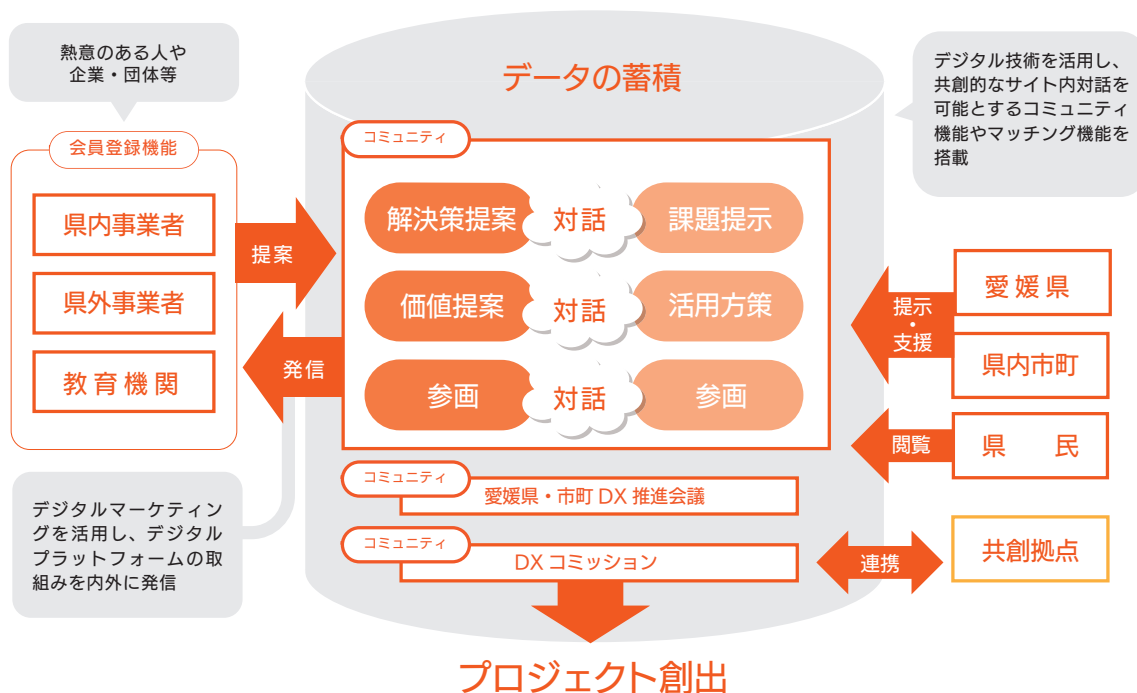 熱意のある人や
企業・団体等
会員登録機能
県内事業者
県外事業者
教育機関
提案
発信
デジタルマーケティン
グを活用し、デジタル
プラットフォームの取
組みを内外に発信
データの蓄積
コミュニティ
解決策提案
対話
課題提示
価値提案
対話
活用方策
参画
対話
参画
コミュニティ
愛媛県・市町 DX 推進会議
コミュニティ
DX コミッション
プロジェクト創出
デジタル技術を活用し、
共創的なサイト内対話を
可能とするコミュニティ
機能やマッチング機能を
搭載
提示
・
支援
愛媛県
県内市町
閲覧
県　民
連携
共創拠点